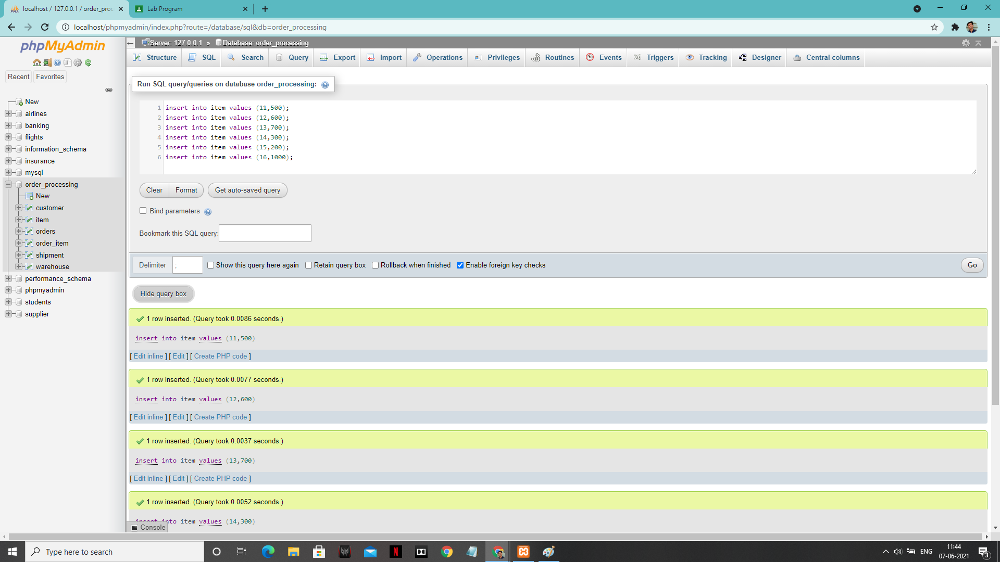 localhost / 127.0.0.1 / order_proc
Lab Program
localhost/phpmyadmin/index.php?route=/database/sql&db=order_processing
phpMyAdmin
Recent
Favorites
New
airlines
banking
flights
information_schema
insurance
mysql
order_processing
New
customer
item
orders
order_item
shipment
warehouse
performance_schema
phpmyadmin
students
supplier
Server: 127.0.0.1 » Database: order_processing
Structure SQL Search Query Export Import Operations Privileges Routines Events Triggers Tracking Designer Central columns
Run SQL query/queries on database order_processing:
1 insert into item values (11,500);
2 insert into item values (12,600);
3 insert into item values (13,700);
4 insert into item values (14,300);
5 insert into item values (15,200);
6 insert into item values (16,1000);
Clear Format Get auto-saved query
Bind parameters
Bookmark this SQL query:
Delimiter ; Show this query here again Retain query box Rollback when finished Enable foreign key checks Go
Hide query box
1 row inserted. (Query took 0.0086 seconds.)
insert into item values (11,500)
[ Edit inline ] [ Edit ] [ Create PHP code ]
1 row inserted. (Query took 0.0077 seconds.)
insert into item values (12,600)
[ Edit inline ] [ Edit ] [ Create PHP code ]
1 row inserted. (Query took 0.0037 seconds.)
insert into item values (13,700)
[ Edit inline ] [ Edit ] [ Create PHP code ]
1 row inserted. (Query took 0.0052 seconds.)
insert into item values (14,300)
Console
Type here to search
ENG
11:44
07-06-2021
3